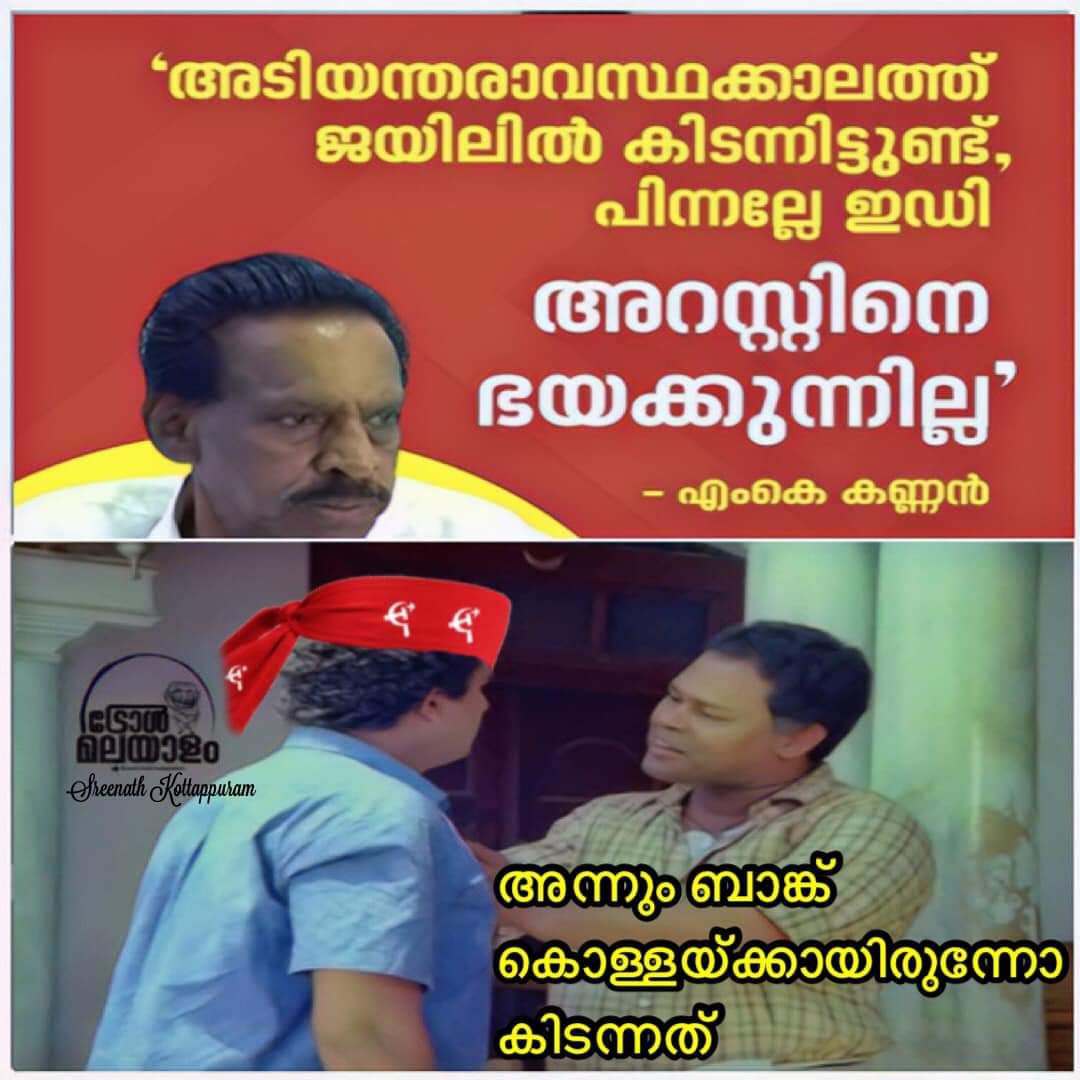 ‘അടിയന്തരാവസ്ഥക്കാലത്ത്
ജയിലിൽ കിടന്നിട്ടുണ്ട്,
പിന്നല്ലേ ഇഡി
അറസ്റ്റിനെ
ഭയക്കുന്നില്ല’
- എംകെ കണ്ണൻ
ട്രോൾ
മലയാളം
Sreenath Kottappuram
അന്നും ബാങ്ക്
കൊള്ളയ്ക്കായിരുന്നോ
കിടന്നത്